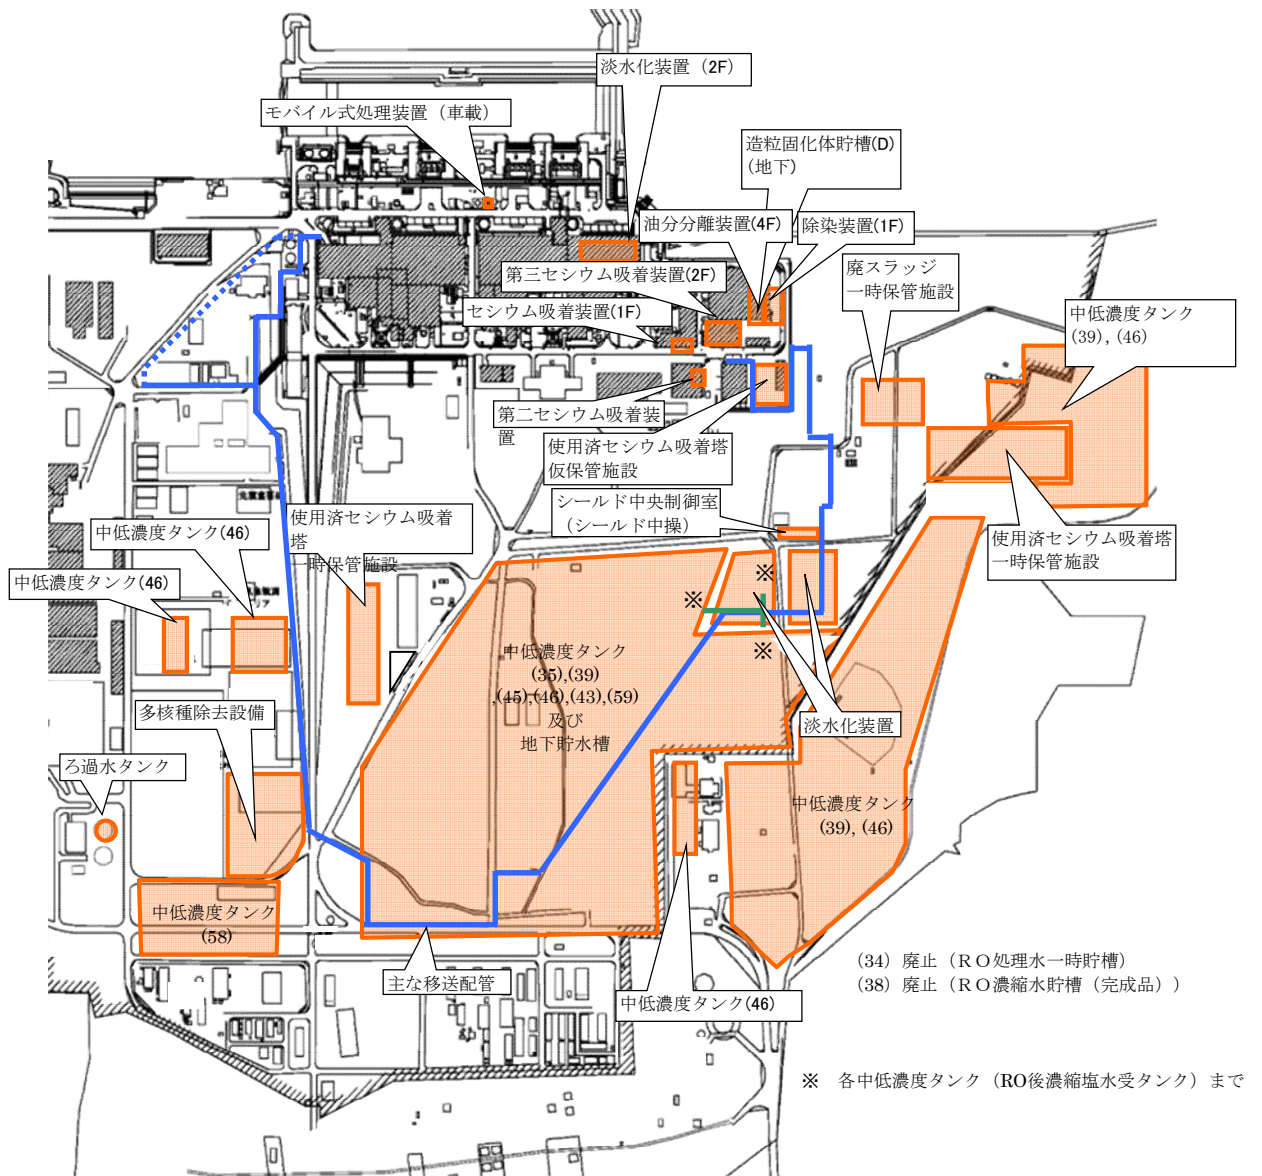 淡水化装置（2F）
モバイル式処理装置（車載）
造粒固化体貯槽(D)
(地下)
油分分離装置(4F)
除染装置(1F)
廃スラッジ
一時保管施設
第三セシウム吸着装置(2F)
セシウム吸着装置(1F)
中低濃度タンク
(39), (46)
第二セシウム吸着装
置
使用済セシウム吸着塔
仮保管施設
シールド中央制御室
（シールド中操）
使用済セシウム吸着塔
一時保管施設
使用済セシウム吸着
塔
一時保管施設
中低濃度タンク(46)
中低濃度タンク(46)
※
※
※
中低濃度タンク
(35),(39)
,(45),(46),(43),(59)
及び
地下貯水槽
淡水化装置
多核種除去設備
ろ過水タンク
中低濃度タンク
(39), (46)
中低濃度タンク
(58)
主な移送配管
中低濃度タンク(46)
(34) 廃止（ＲＯ処理水一時貯槽）
(38) 廃止（ＲＯ濃縮水貯槽（完成品））
※　各中低濃度タンク（RO後濃縮塩水受タンク）まで